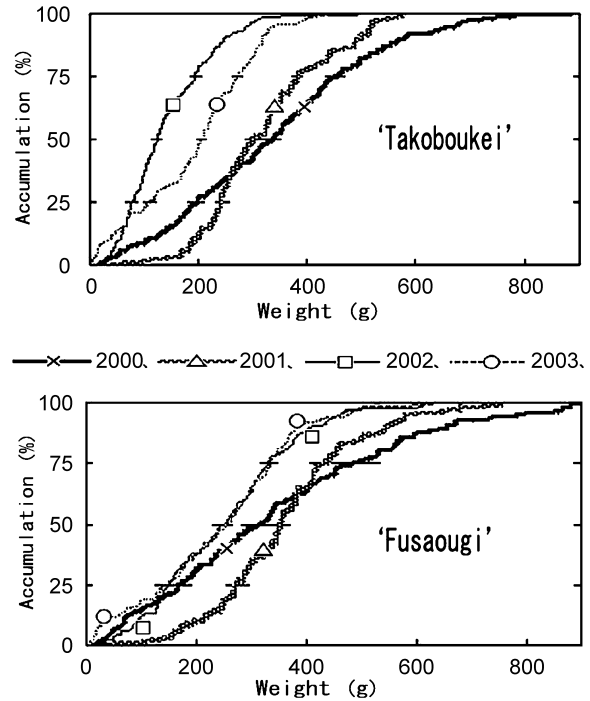 100
75
50
25
0
Accumulation (%)
'Takoboukei'
0 200 400 600 800
Weight (g)
2000、 2001、 2002、 2003、
100
75
50
25
0
Accumulation (%)
'Fusaougi'
0 200 400 600 800
Weight (g)